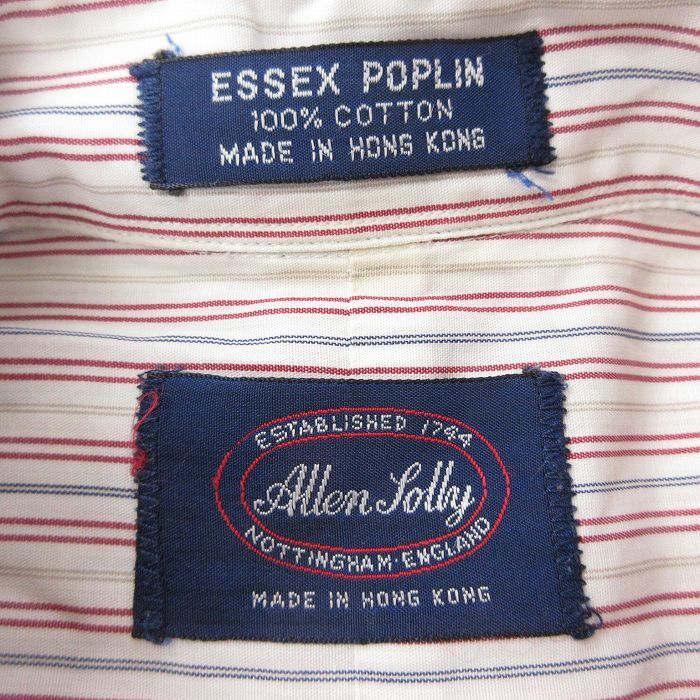 ESSEX POPLIN
100% COTTON
MADE IN HONG KONG
ESTABLISHED 1744
Allen Solly
NOTTINGHAM·ENGLAND
MADE IN HONG KONG